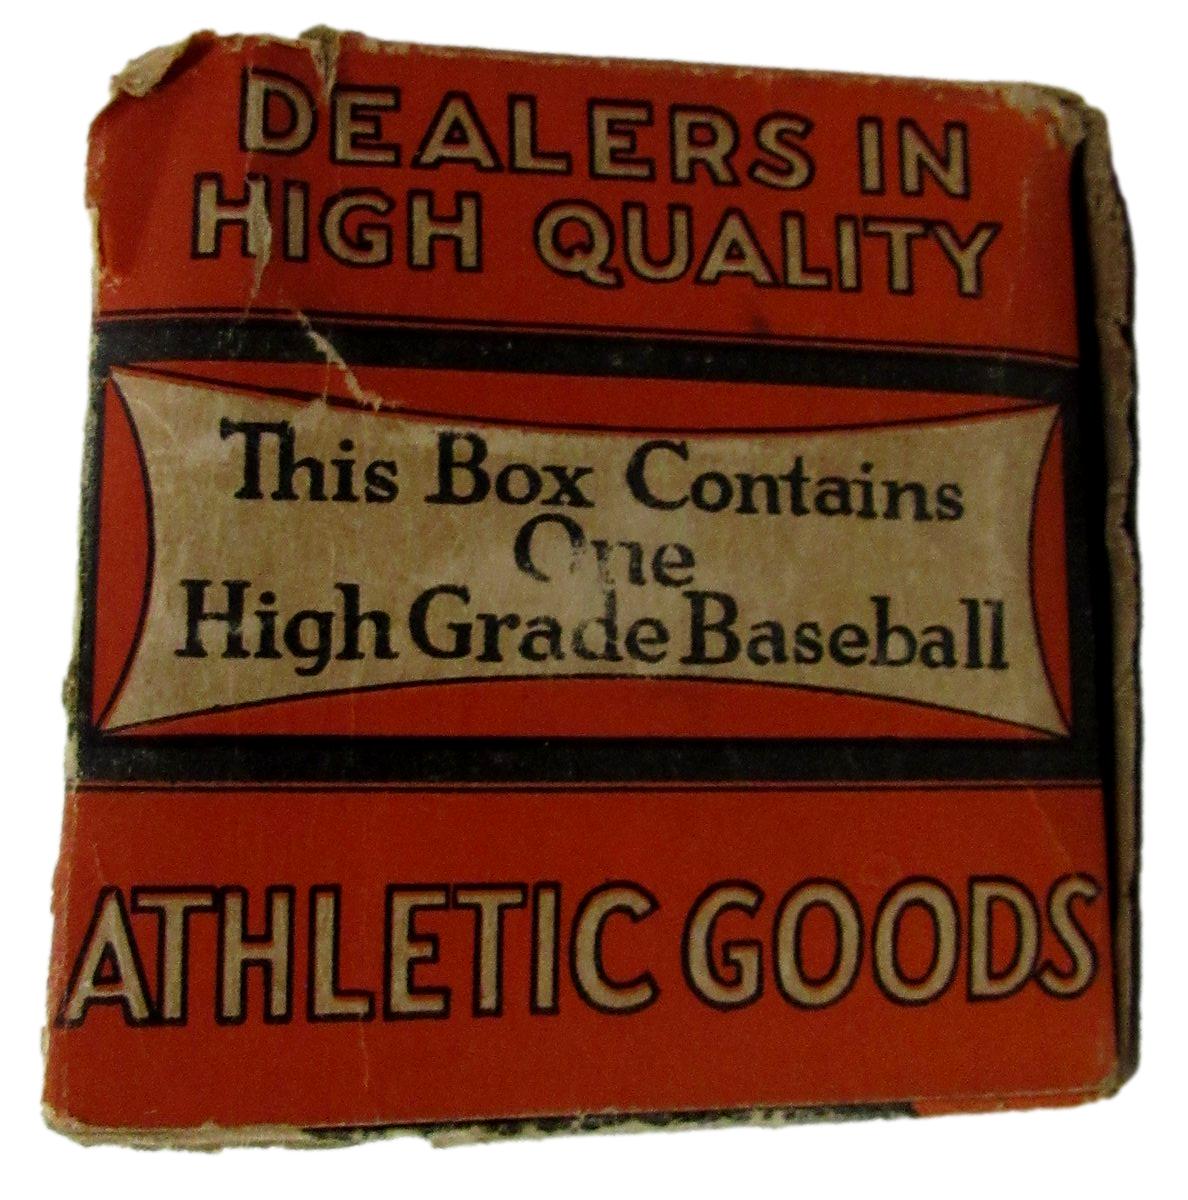 DEALERS IN
HIGH QUALITY
This Box Contains
One
High Grade Baseball
ATHLETIC GOODS